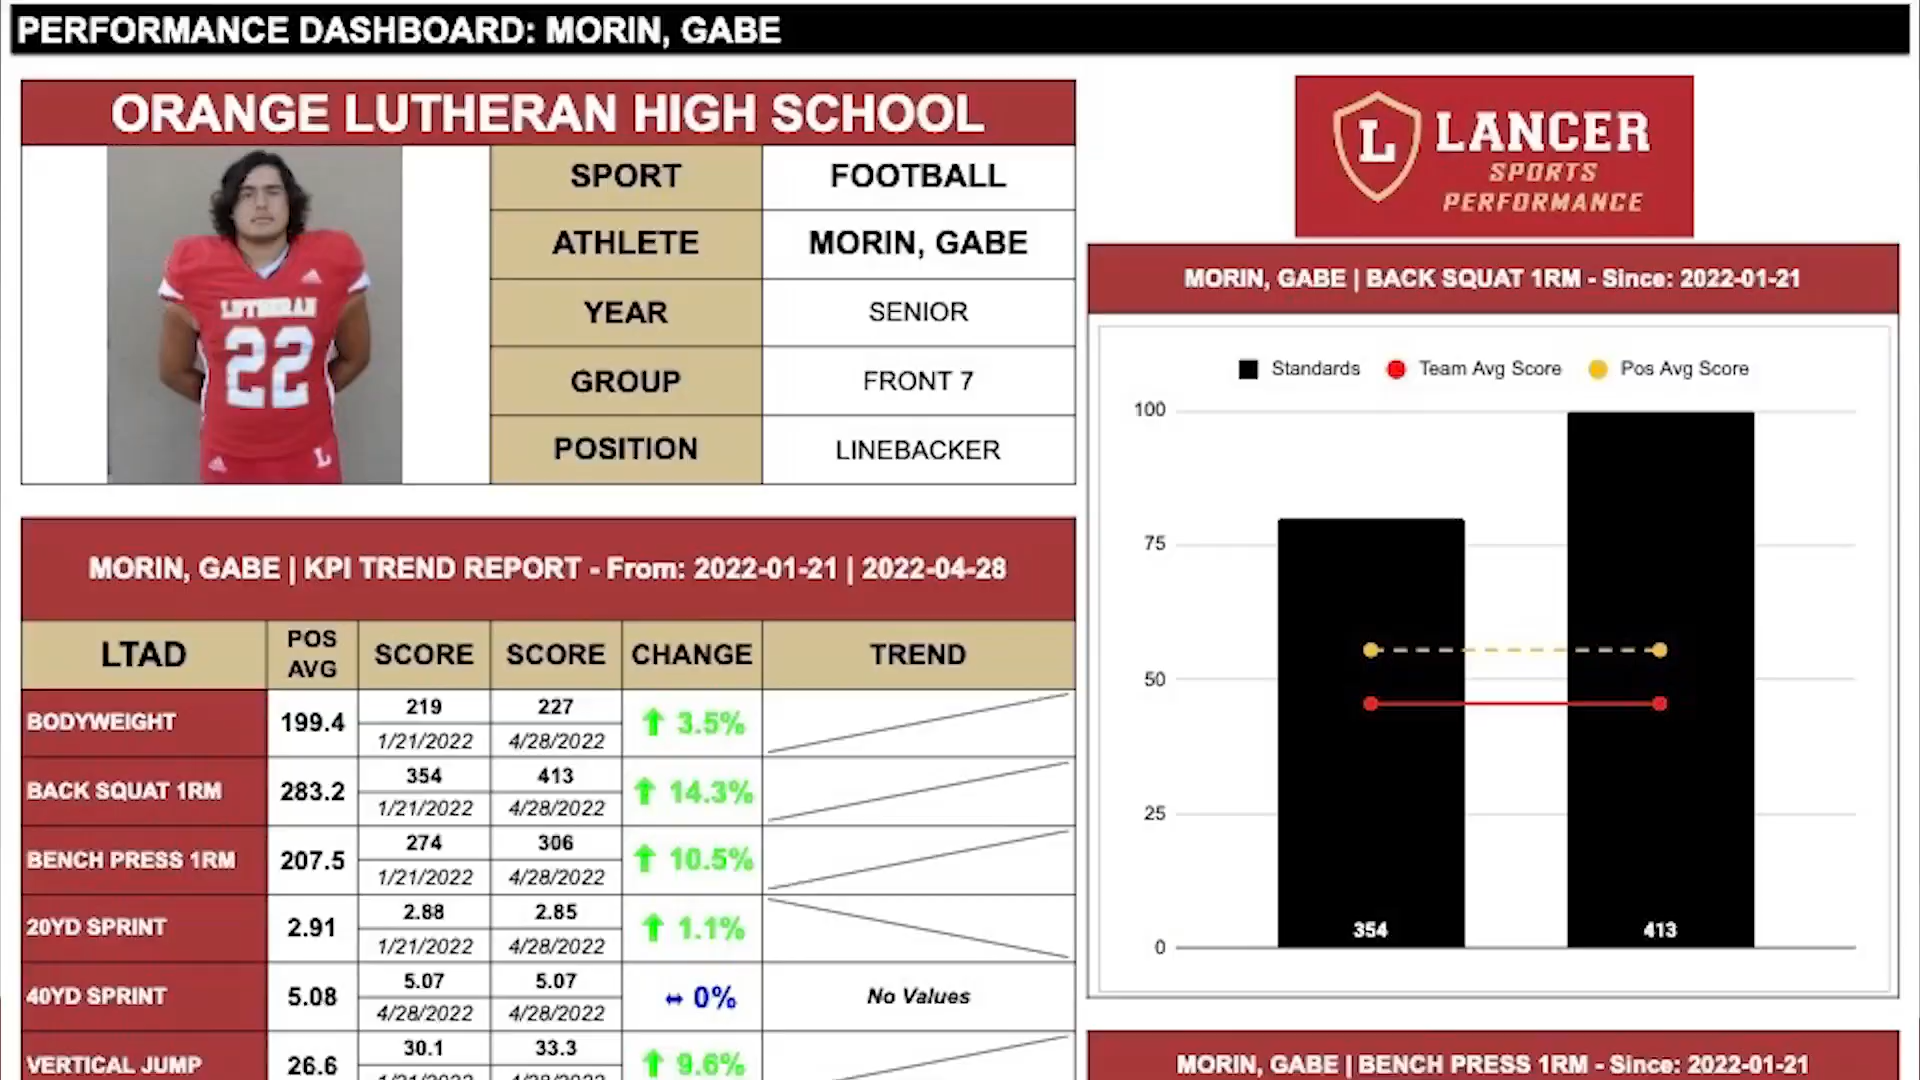 PERFORMANCE DASHBOARD: MORIN, GABE
ORANGE LUTHERAN HIGH SCHOOL
LUTHERAN
22
L
SPORT FOOTBALL
ATHLETE MORIN, GABE
YEAR SENIOR
GROUP FRONT 7
POSITION LINEBACKER
L LANCER
SPORTS
PERFORMANCE
MORIN, GABE | BACK SQUAT 1RM - Since: 2022-01-21
Standards Team Avg Score Pos Avg Score
100
75
50
25
0
354 413
MORIN, GABE | KPI TREND REPORT - From: 2022-01-21 | 2022-04-28
LTAD POS AVG SCORE SCORE CHANGE TREND
BODYWEIGHT 199.4 219 227 3.5%
1/21/2022 4/28/2022
BACK SQUAT 1RM 283.2 354 413 14.3%
1/21/2022 4/28/2022
BENCH PRESS 1RM 207.5 274 306 10.5%
1/21/2022 4/28/2022
20YD SPRINT 2.91 2.88 2.85 1.1%
1/21/2022 4/28/2022
40YD SPRINT 5.08 5.07 5.07 0% No Values
4/28/2022 4/28/2022
VERTICAL JUMP 26.6 30.1 33.3 9.6%
MORIN, GABE | BENCH PRESS 1RM - Since: 2022-01-21